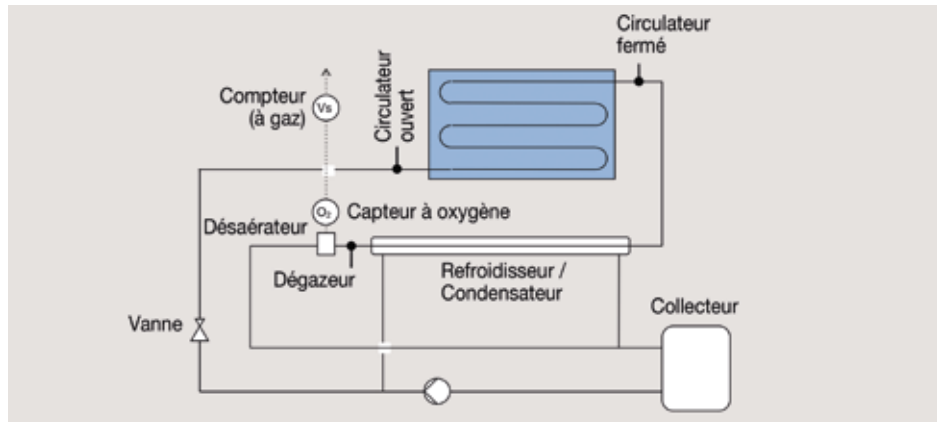 Circulateur
fermé
Compteur
(à gaz)
Vs
Circulateur
ouvert
O₂
Capteur à oxygène
Désaérateur
Dégazeur
Refroidisseur /
Condensateur
Collecteur
Vanne